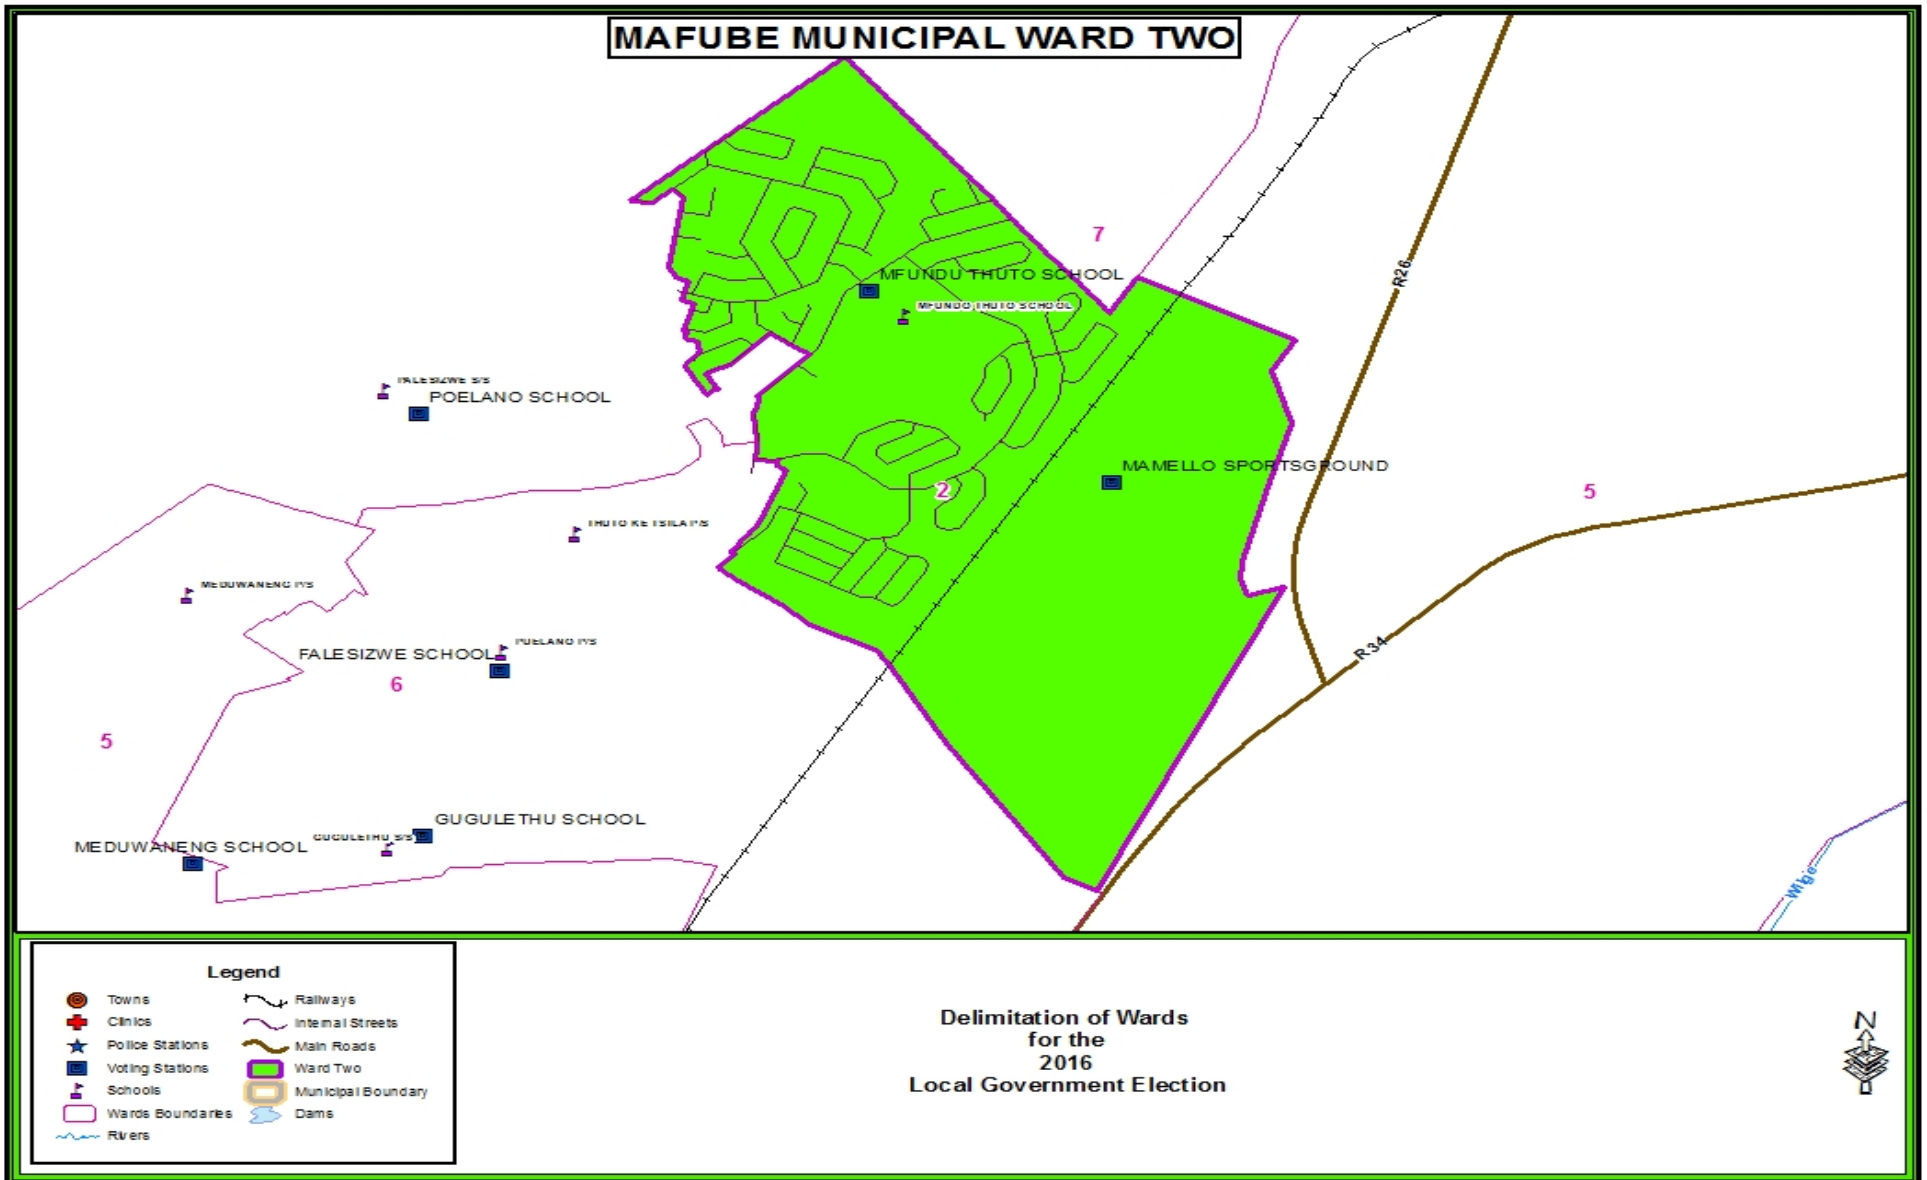 MAFUBE MUNICIPAL WARD TWO
7
MFUNDU THUTO SCHOOL
R26
MFUNDO THUTO SCHOOL
FALESIZWE S/S
POELANO SCHOOL
MAMELLO SPORTSGROUND
2
5
THUTO KE TSILA P/S
MEDUWANENG P/S
POELANO P/S
FALESIZWE SCHOOL
R34
6
5
GUGULETHU SCHOOL
GUGULETHU S/S
MEDUWANENG SCHOOL
Wilge
Legend
Towns
Railways
Clinics
Internal Streets
Police Stations
Main Roads
Voting Stations
Ward Two
Schools
Municipal Boundary
Wards Boundaries
Dams
Rivers
Delimitation of Wards
for the
2016
Local Government Election
N